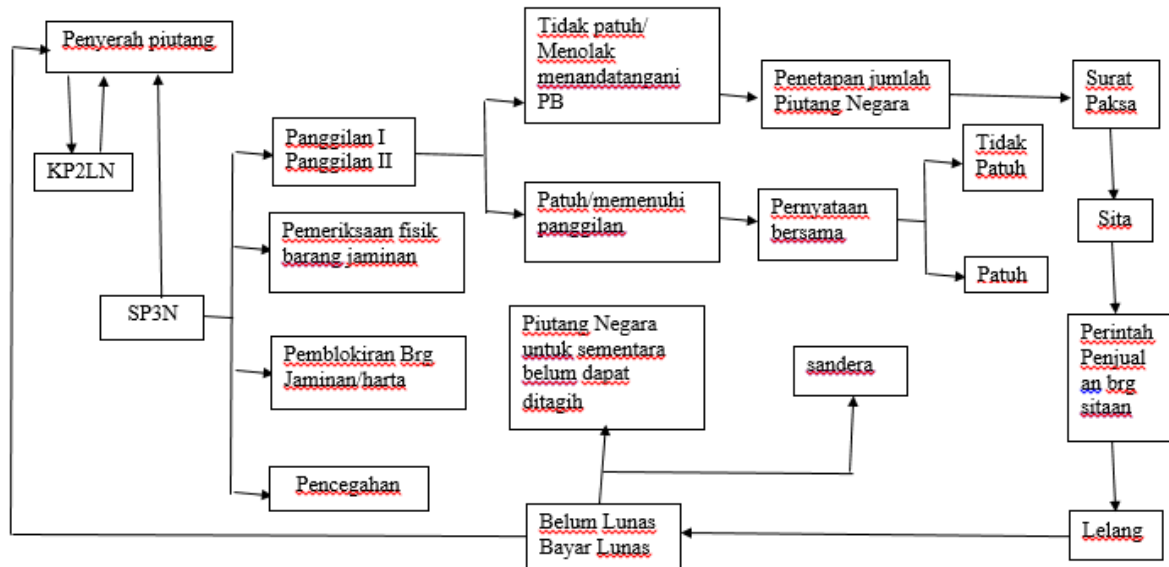 Penyerah piutang
KP2LN
SP3N
Panggilan I
Panggilan II
Pemeriksaan fisik
barang jaminan
Pemblokiran Brg
Jaminan/harta
Pencegahan
Tidak patuh/
Menolak
menandatangani
PB
Patuh/memenuhi
panggilan
Penetapan jumlah
Piutang Negara
Pernyataan
bersama
Tidak
Patuh
Patuh
Surat
Paksa
Sita
Perintah
Penjual
an brg
sitaan
Lelang
Piutang Negara
untuk sementara
belum dapat
ditagih
sandera
Belum Lunas
Bayar Lunas